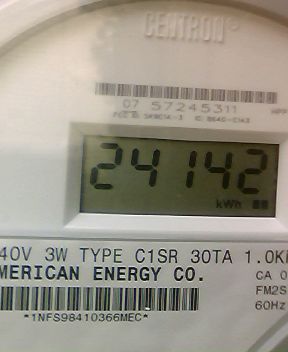 CENTRON®
07 57245311
24142
kWh
40V 3W TYPE C1SR 30TA 1.0K
MERICAN ENERGY CO.
CA 0
FM2S
60Hz
*1NFS98410366MEC*